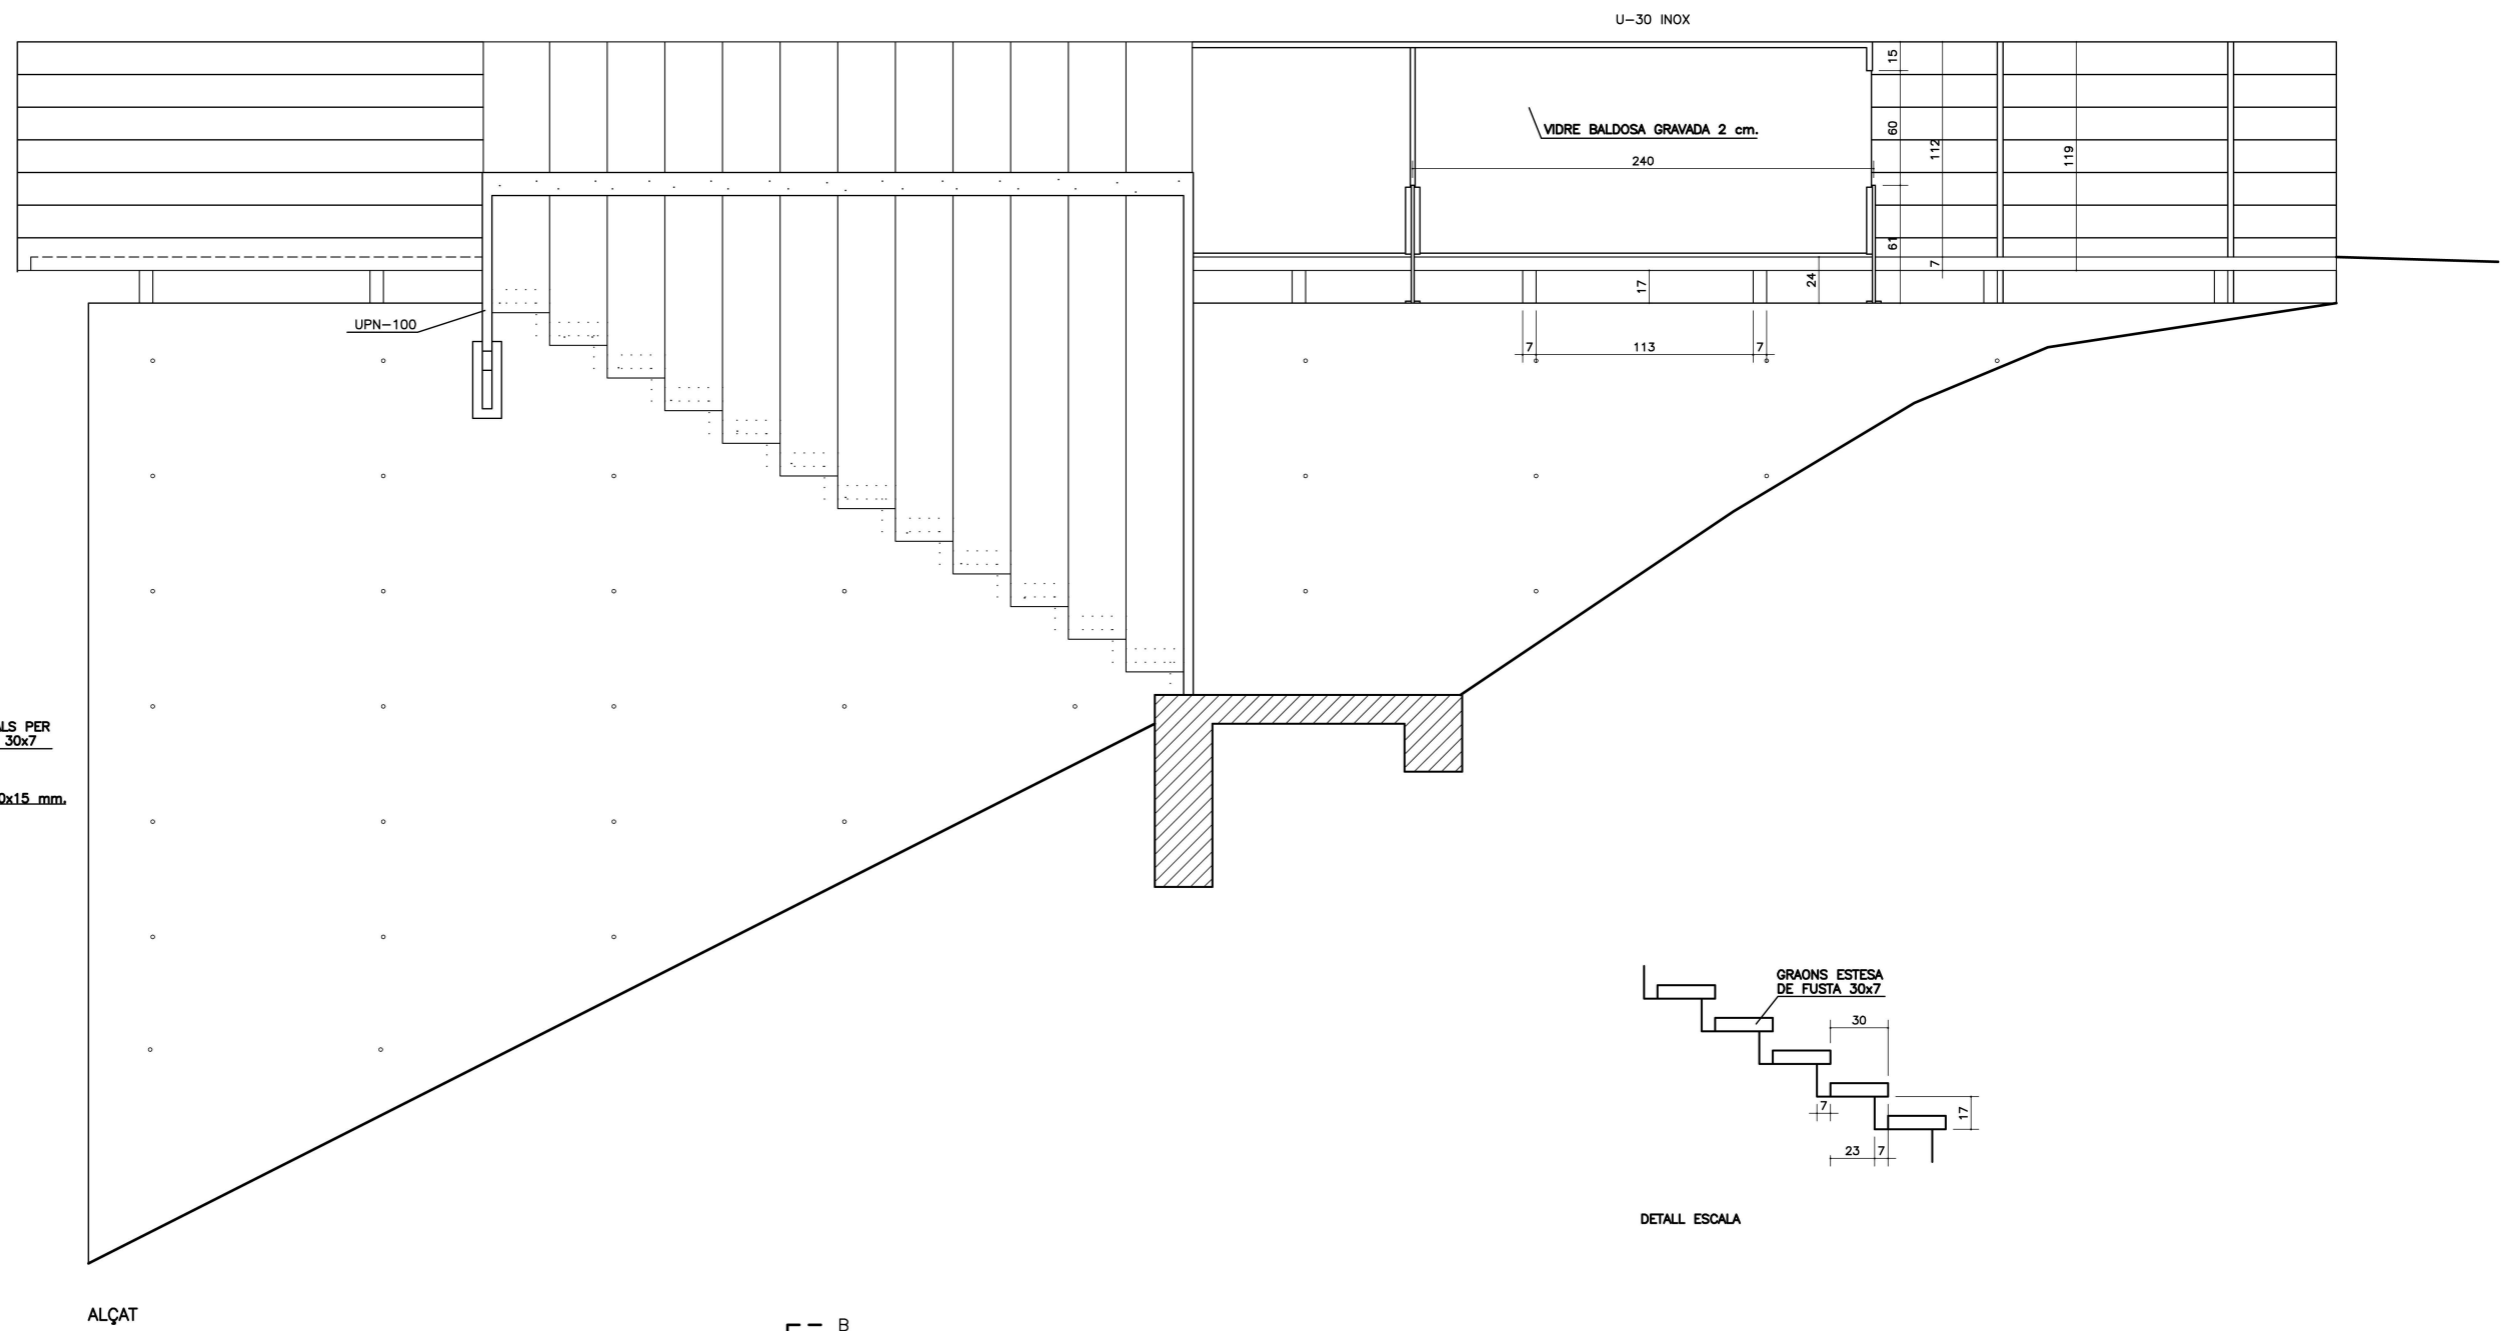 U-30 INOX
15
VIDRE BALDOSA GRAVADA 2 cm.
60
112
119
240
61
7
24
17
UPN-100
7
113
7
ALS PER
30x7
0x15 mm.
GRAONS ESTESA
DE FUSTA 30x7
30
7
17
23
7
DETALL ESCALA
ALÇAT
B